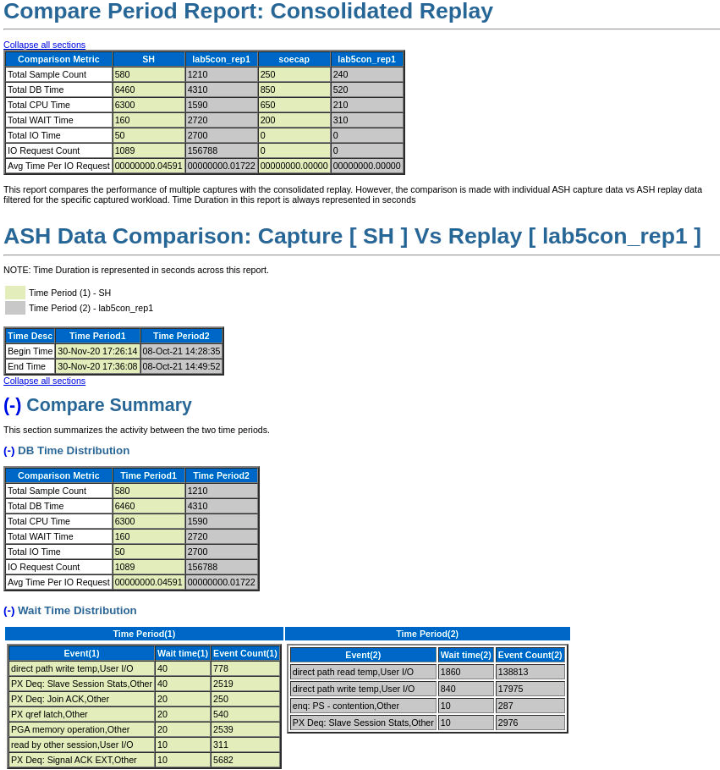 Compare Period Report: Consolidated Replay
Collapse all sections
Comparison Metric SH lab5con_rep1 soecap lab5con_rep1
Total Sample Count 580 1210 250 240
Total DB Time 6460 4310 850 520
Total CPU Time 6300 1590 650 210
Total WAIT Time 160 2720 200 310
Total IO Time 50 2700 0 0
IO Request Count 1089 156788 0 0
Avg Time Per IO Request 00000000.04591 00000000.01722 00000000.00000 00000000.00000
This report compares the performance of multiple captures with the consolidated replay. However, the comparison is made with individual ASH capture data vs ASH replay data
filtered for the specific captured workload. Time Duration in this report is always represented in seconds
ASH Data Comparison: Capture [ SH ] Vs Replay [ lab5con_rep1 ]
NOTE: Time Duration is represented in seconds across this report.
Time Period (1) - SH
Time Period (2) - lab5con_rep1
Time Desc Time Period1 Time Period2
Begin Time 30-Nov-20 17:26:14 08-Oct-21 14:28:35
End Time 30-Nov-20 17:36:08 08-Oct-21 14:49:52
Collapse all sections
(-) Compare Summary
This section summarizes the activity between the two time periods.
(-) DB Time Distribution
Comparison Metric Time Period1 Time Period2
Total Sample Count 580 1210
Total DB Time 6460 4310
Total CPU Time 6300 1590
Total WAIT Time 160 2720
Total IO Time 50 2700
IO Request Count 1089 156788
Avg Time Per IO Request 00000000.04591 00000000.01722
(-) Wait Time Distribution
Time Period(1) Time Period(2)
Event(1) Wait time(1) Event Count(1)
direct path write temp,User I/O 40 778
PX Deq: Slave Session Stats,Other 40 2519
PX Deq: Join ACK,Other 20 250
PX qref latch,Other 20 540
PGA memory operation,Other 20 2539
read by other session,User I/O 10 311
PX Deq: Signal ACK EXT,Other 10 5682
Event(2) Wait time(2) Event Count(2)
direct path read temp,User I/O 1860 138813
direct path write temp,User I/O 840 17975
enq: PS - contention,Other 10 287
PX Deq: Slave Session Stats,Other 10 2976